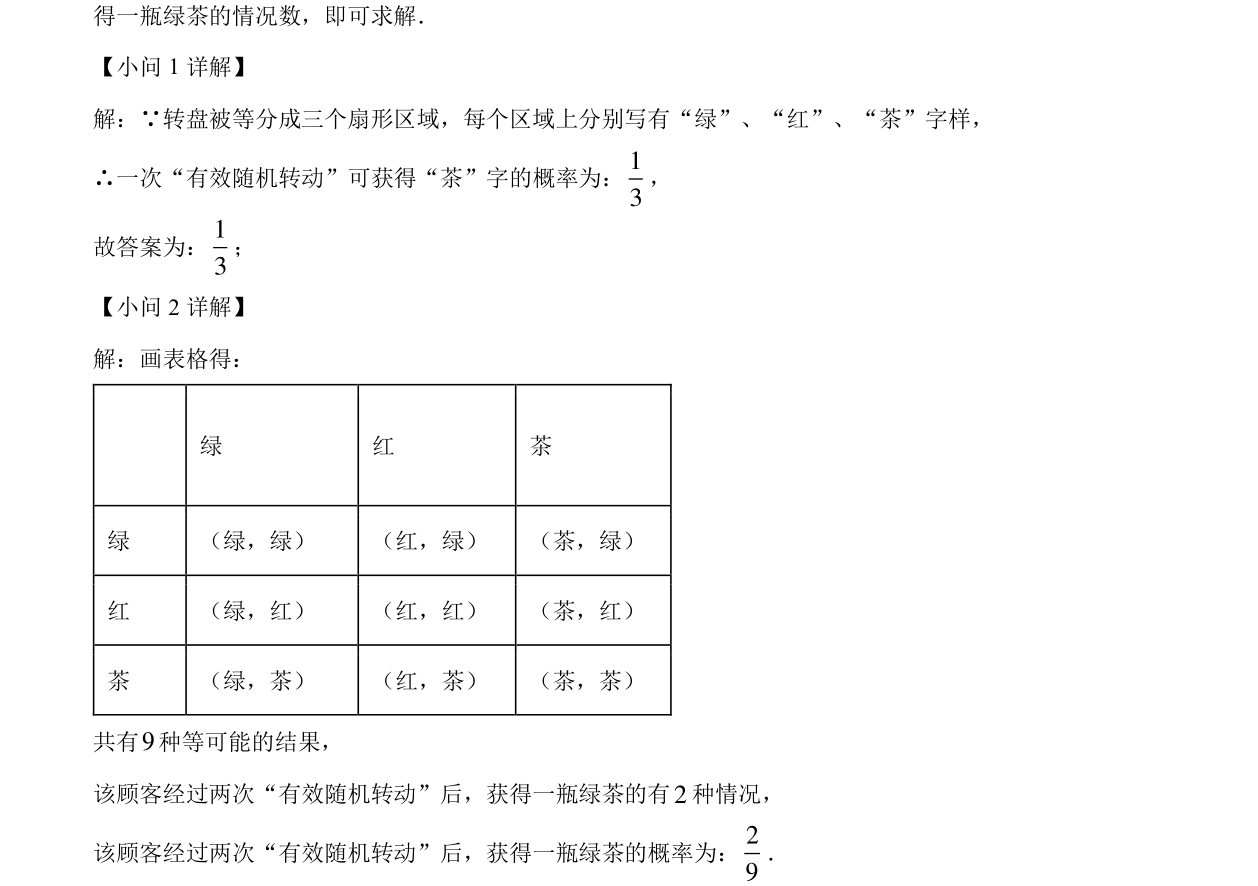 得一瓶绿茶的情况数，即可求解．
【小问 1 详解】
解：∵转盘被等分成三个扇形区域，每个区域上分别写有“绿”、“红”、“茶”字样，
∴一次“有效随机转动”可获得“茶”字的概率为：1/3，
故答案为：1/3；
【小问 2 详解】
解：画表格得：
绿 红 茶
绿 （绿，绿） （红，绿） （茶，绿）
红 （绿，红） （红，红） （茶，红）
茶 （绿，茶） （红，茶） （茶，茶）
共有9种等可能的结果，
该顾客经过两次“有效随机转动”后，获得一瓶绿茶的有2种情况，
该顾客经过两次“有效随机转动”后，获得一瓶绿茶的概率为：2/9．